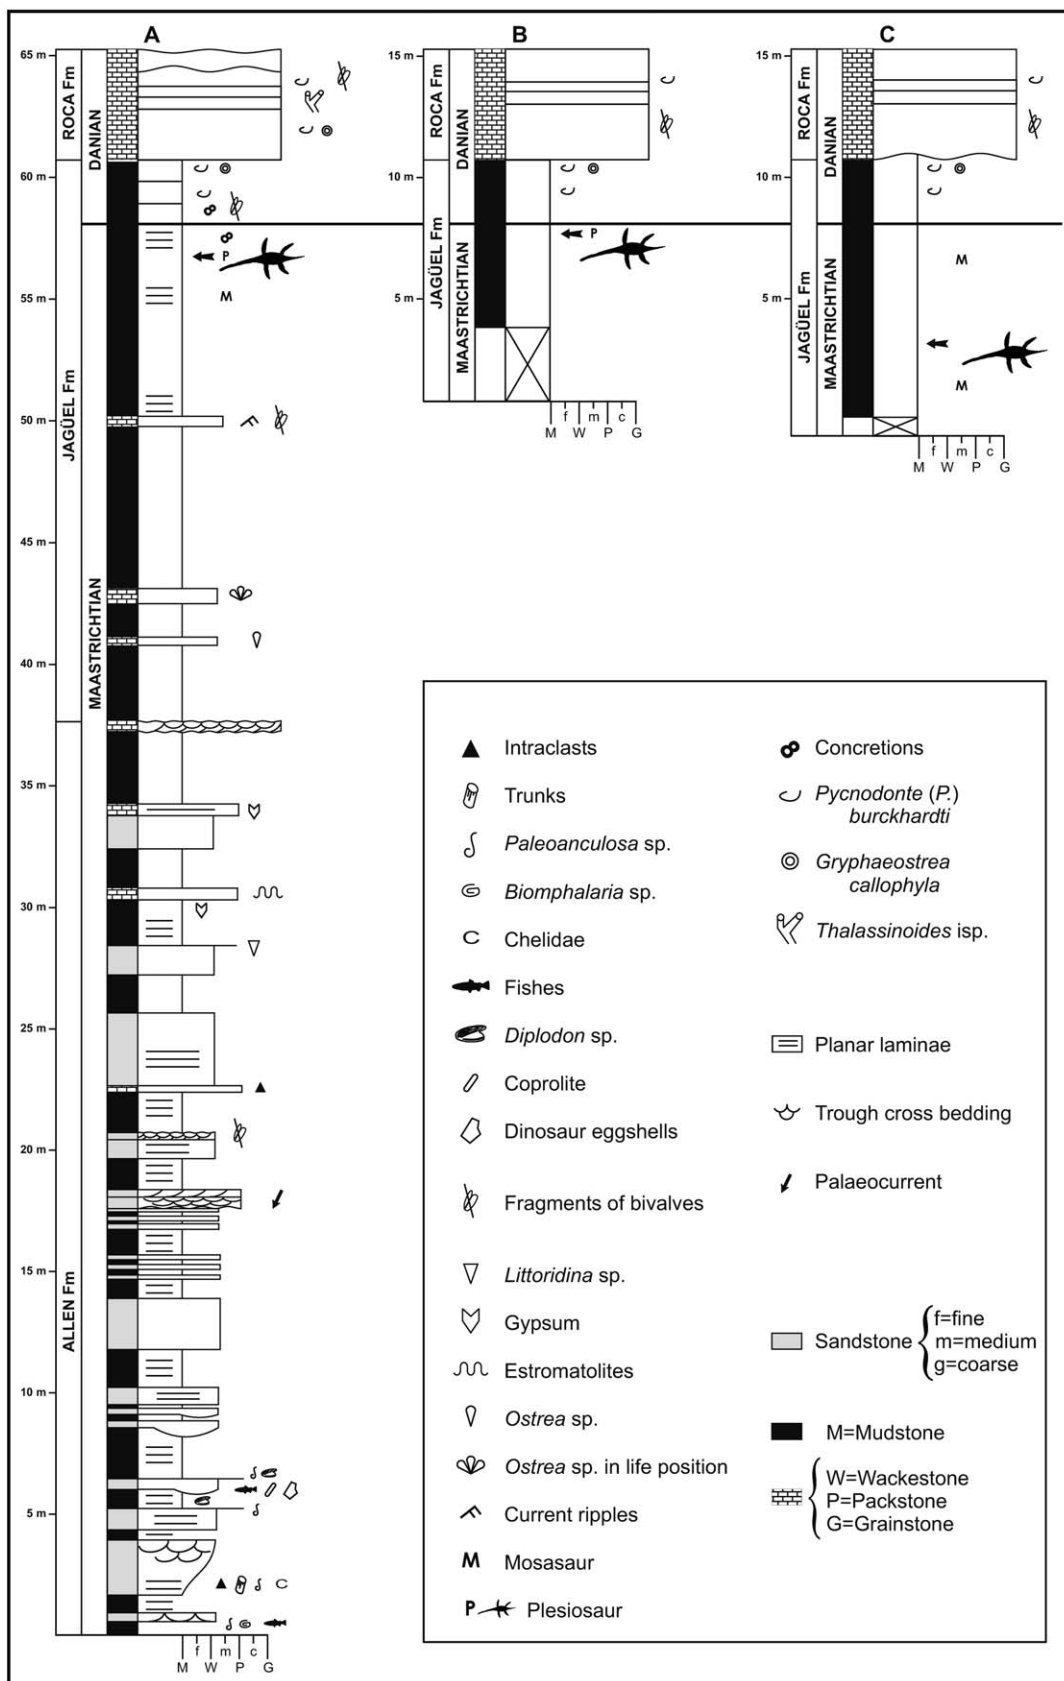 A
B
C
65 m
60 m
55 m
50 m
45 m
40 m
35 m
30 m
25 m
20 m
15 m
10 m
5 m
ROCA Fm
JAGÜEL Fm
ALLEN Fm
DANIAN
MAASTRICHTIAN
P
M
f m c
M W P G
15 m
10 m
5 m
ROCA Fm
JAGÜEL Fm
DANIAN
MAASTRICHTIAN
P
f m c
M W P G
15 m
10 m
5 m
ROCA Fm
JAGÜEL Fm
DANIAN
MAASTRICHTIAN
M
M
f m c
M W P G
Intraclasts
Trunks
Paleoanculosa sp.
Biomphalaria sp.
Chelidae
Fishes
Diplodon sp.
Coprolite
Dinosaur eggshells
Fragments of bivalves
Littoridina sp.
Gypsum
Estromatolites
Ostrea sp.
Ostrea sp. in life position
Current ripples
M Mosasaur
P Plesiosaur
Concretions
Pycnodonte (P.)
burckhardti
Gryphaeostrea
callophyla
Thalassinoides isp.
Planar laminae
Trough cross bedding
Palaeocurrent
Sandstone
f=fine
m=medium
g=coarse
M=Mudstone
W=Wackestone
P=Packstone
G=Grainstone